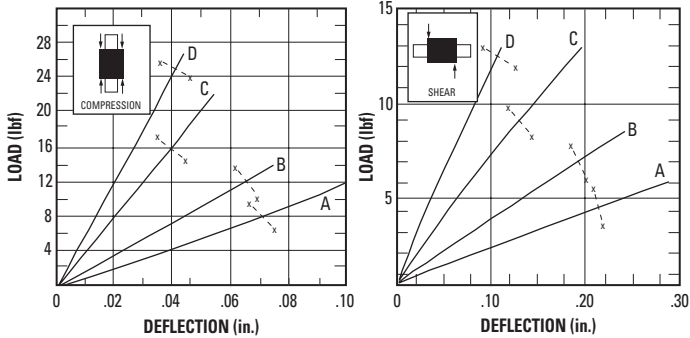 LOAD (lbf)
28
24
20
16
12
8
4
0
.02
.04
.06
.08
0.10
DEFLECTION (in.)
COMPRESSION
D
C
B
A
x
x
x
x
x
x
x
x
LOAD (lbf)
15
10
5
0
.10
.20
.30
DEFLECTION (in.)
SHEAR
D
C
B
A
x
x
x
x
x
x
x
x